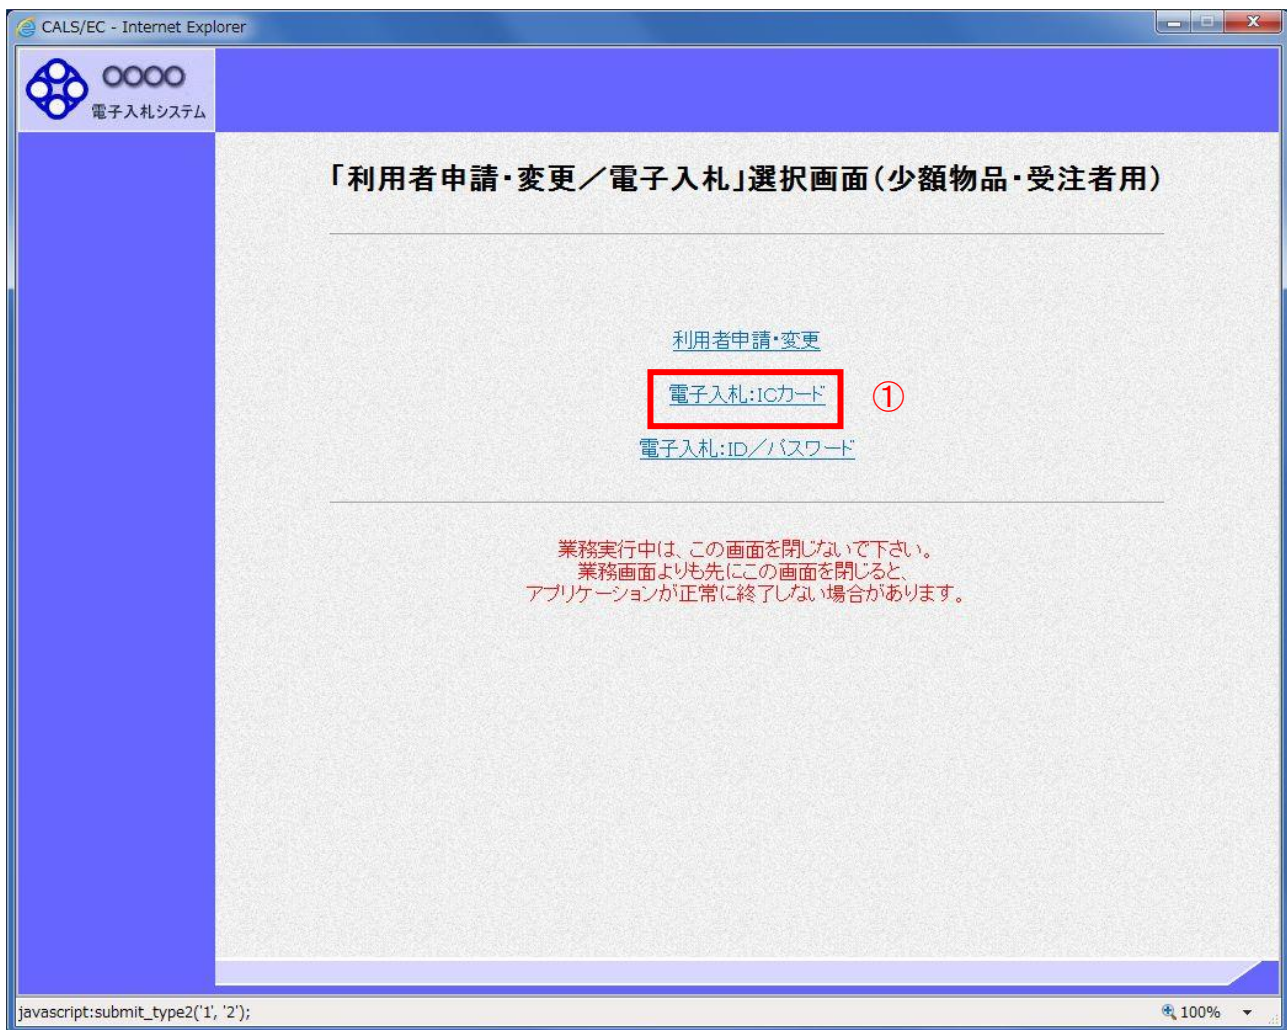 CALS/EC - Internet Explorer
○○○○
電子入札システム
「利用者申請・変更／電子入札」選択画面(少額物品・受注者用)
利用者申請・変更
電子入札:ICカード
①
電子入札:ID／パスワード
業務実行中は、この画面を閉じないで下さい。
業務画面よりも先にこの画面を閉じると、
アプリケーションが正常に終了しない場合があります。
javascript:submit_type2('1', '2');
100%